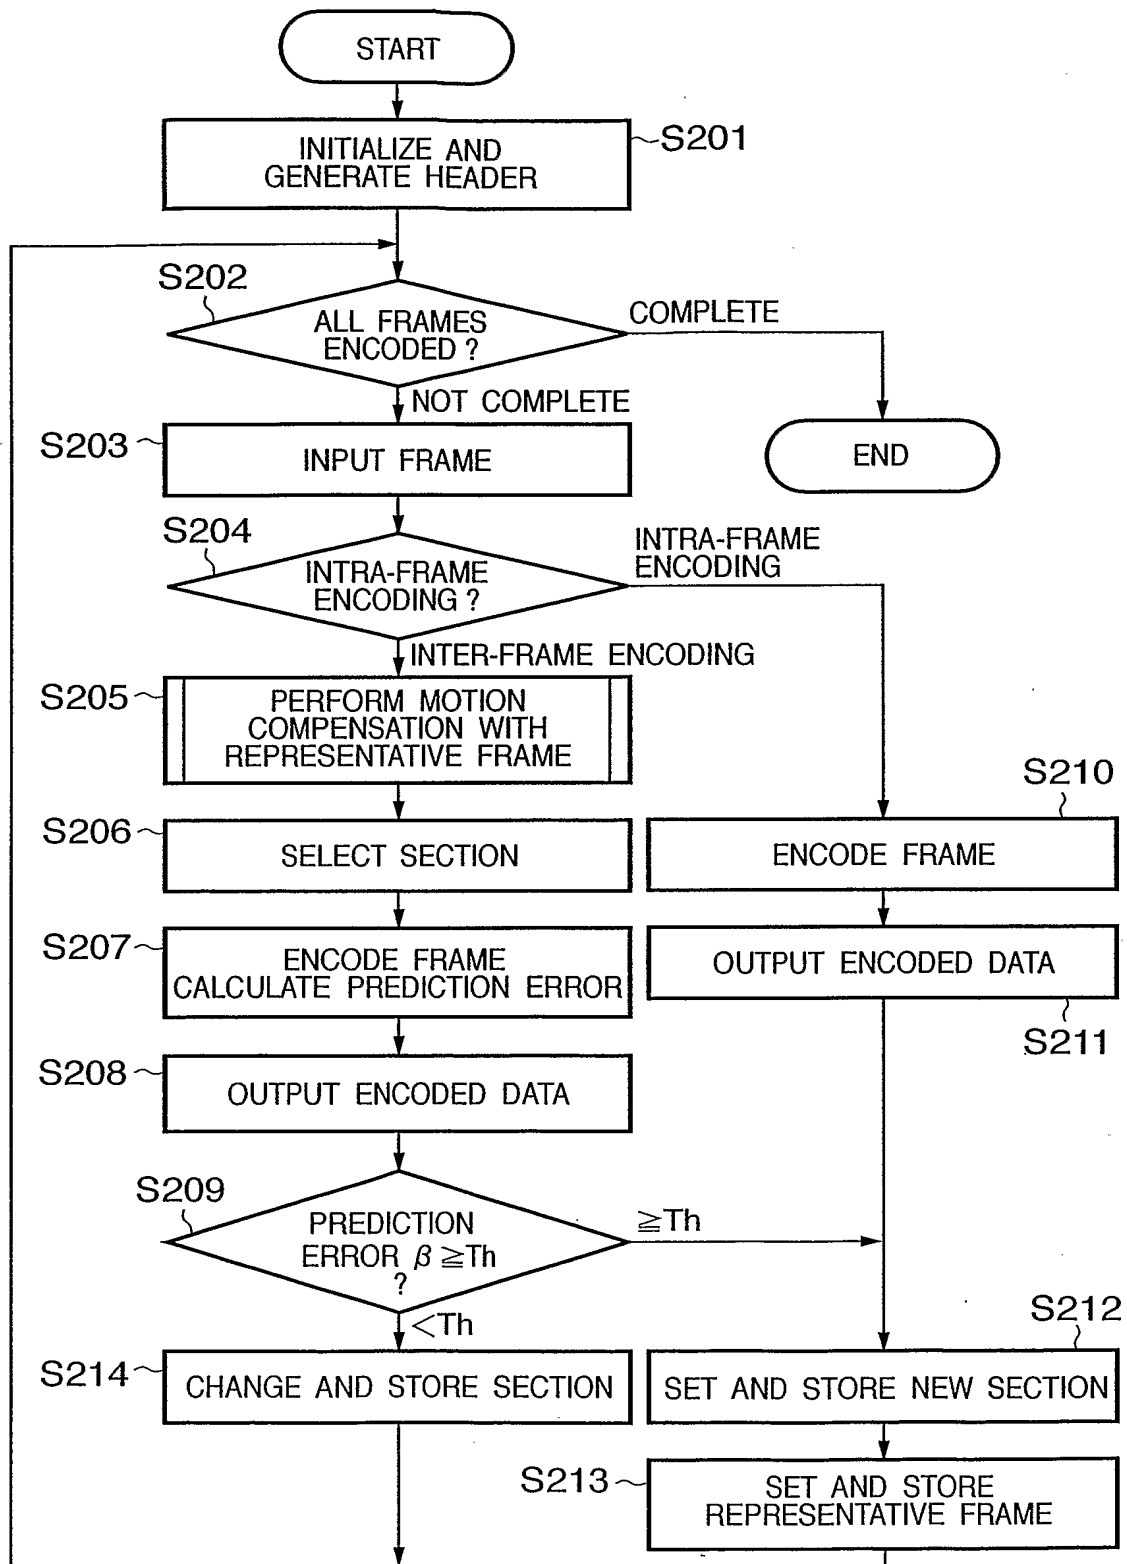 START
INITIALIZE AND
GENERATE HEADER
S201
S202
ALL FRAMES
ENCODED ?
COMPLETE
NOT COMPLETE
S203
INPUT FRAME
END
S204
INTRA-FRAME
ENCODING ?
INTRA-FRAME
ENCODING
INTER-FRAME ENCODING
S205
PERFORM MOTION
COMPENSATION WITH
REPRESENTATIVE FRAME
S206
SELECT SECTION
S210
ENCODE FRAME
S207
ENCODE FRAME
CALCULATE PREDICTION ERROR
OUTPUT ENCODED DATA
S211
S208
OUTPUT ENCODED DATA
S209
PREDICTION
ERROR β ≧Th
?
≧Th
<Th
S214
CHANGE AND STORE SECTION
S212
SET AND STORE NEW SECTION
S213
SET AND STORE
REPRESENTATIVE FRAME